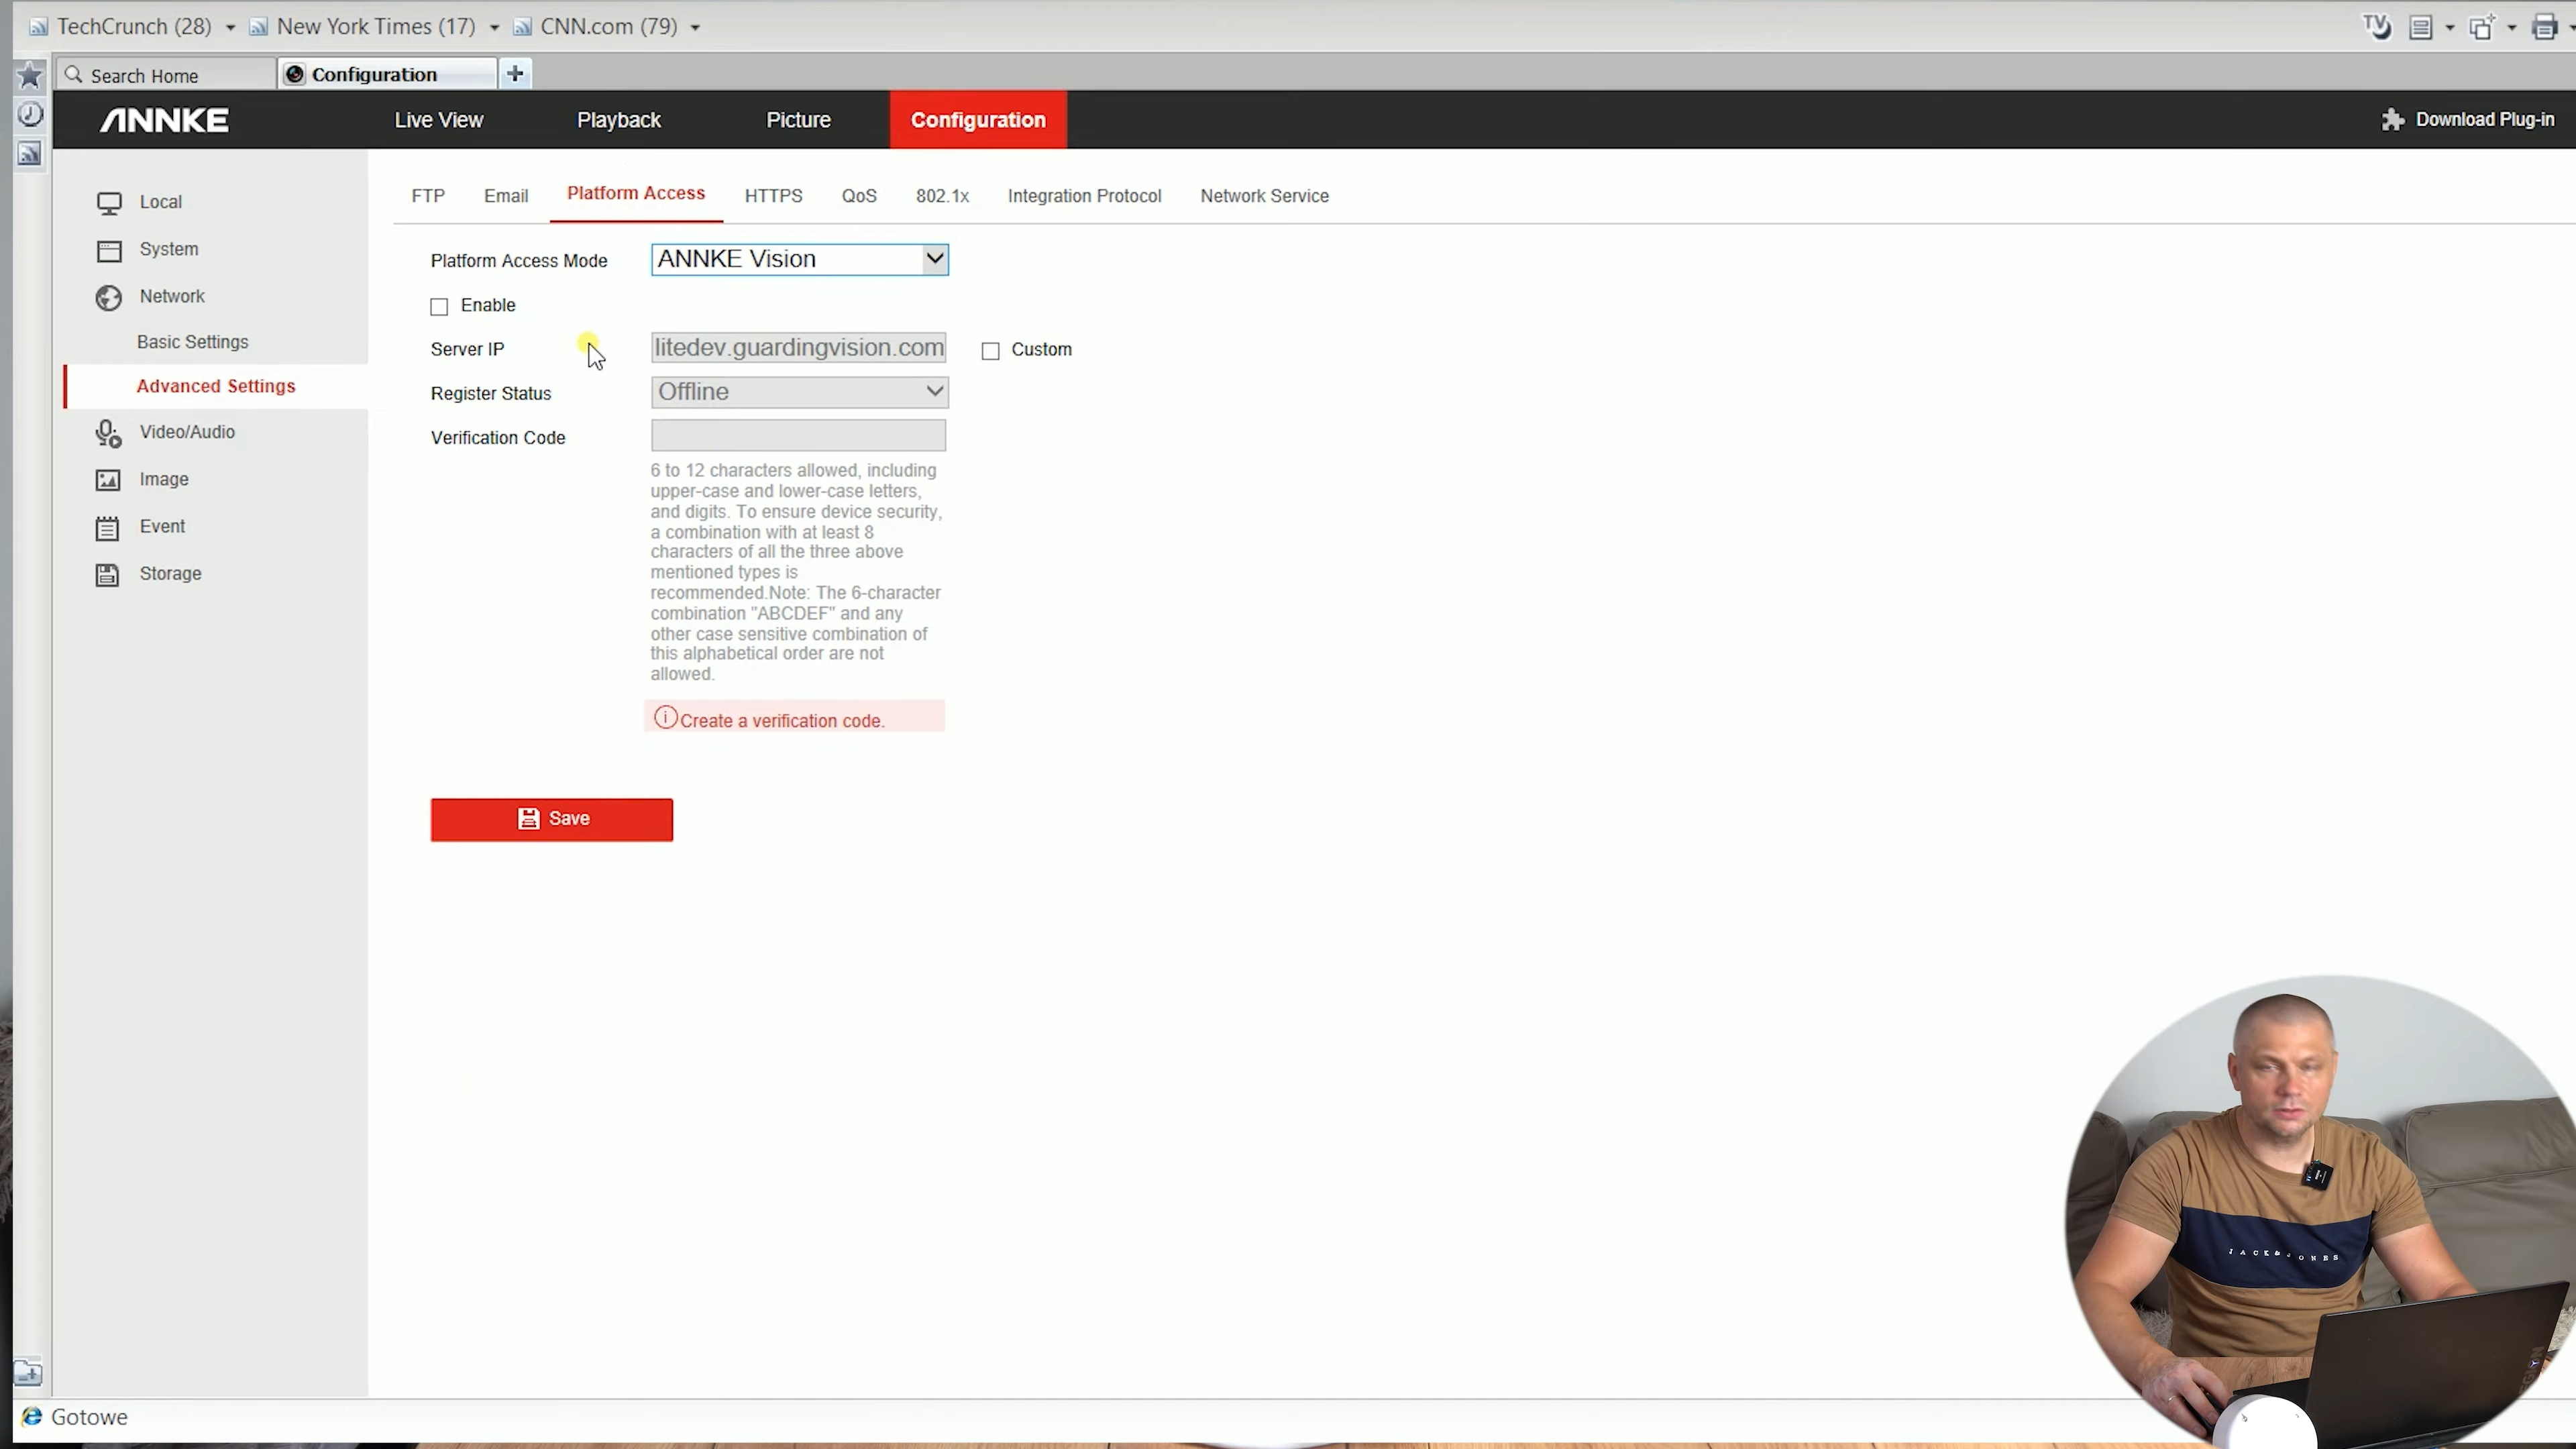 TechCrunch (28) New York Times (17) CNN.com (79)
Search Home Configuration
ANNKE Live View Playback Picture Configuration Download Plug-in
FTP Email Platform Access HTTPS QoS 802.1x Integration Protocol Network Service
Local
System
Network
Basic Settings
Advanced Settings
Video/Audio
Image
Event
Storage
Platform Access Mode ANNKE Vision
Enable
Server IP litedev.guardingvision.com Custom
Register Status Offline
Verification Code
6 to 12 characters allowed, including
upper-case and lower-case letters,
and digits. To ensure device security,
a combination with at least 8
characters of all the three above
mentioned types is
recommended.Note: The 6-character
combination "ABCDEF" and any
other case sensitive combination of
this alphabetical order are not
allowed.
Create a verification code.
Save
JACK & JONES
Gotowe